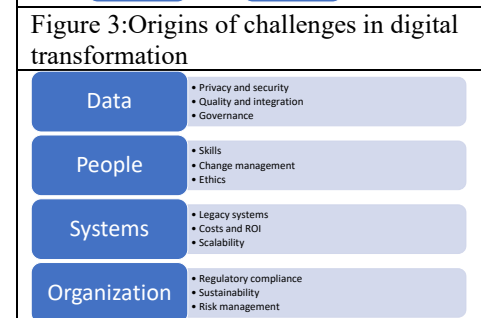 Figure 3:Origins of challenges in digital
transformation
Data
• Privacy and security
• Quality and integration
• Governance
People
• Skills
• Change management
• Ethics
Systems
• Legacy systems
• Costs and ROI
• Scalability
Organization
• Regulatory compliance
• Sustainability
• Risk management